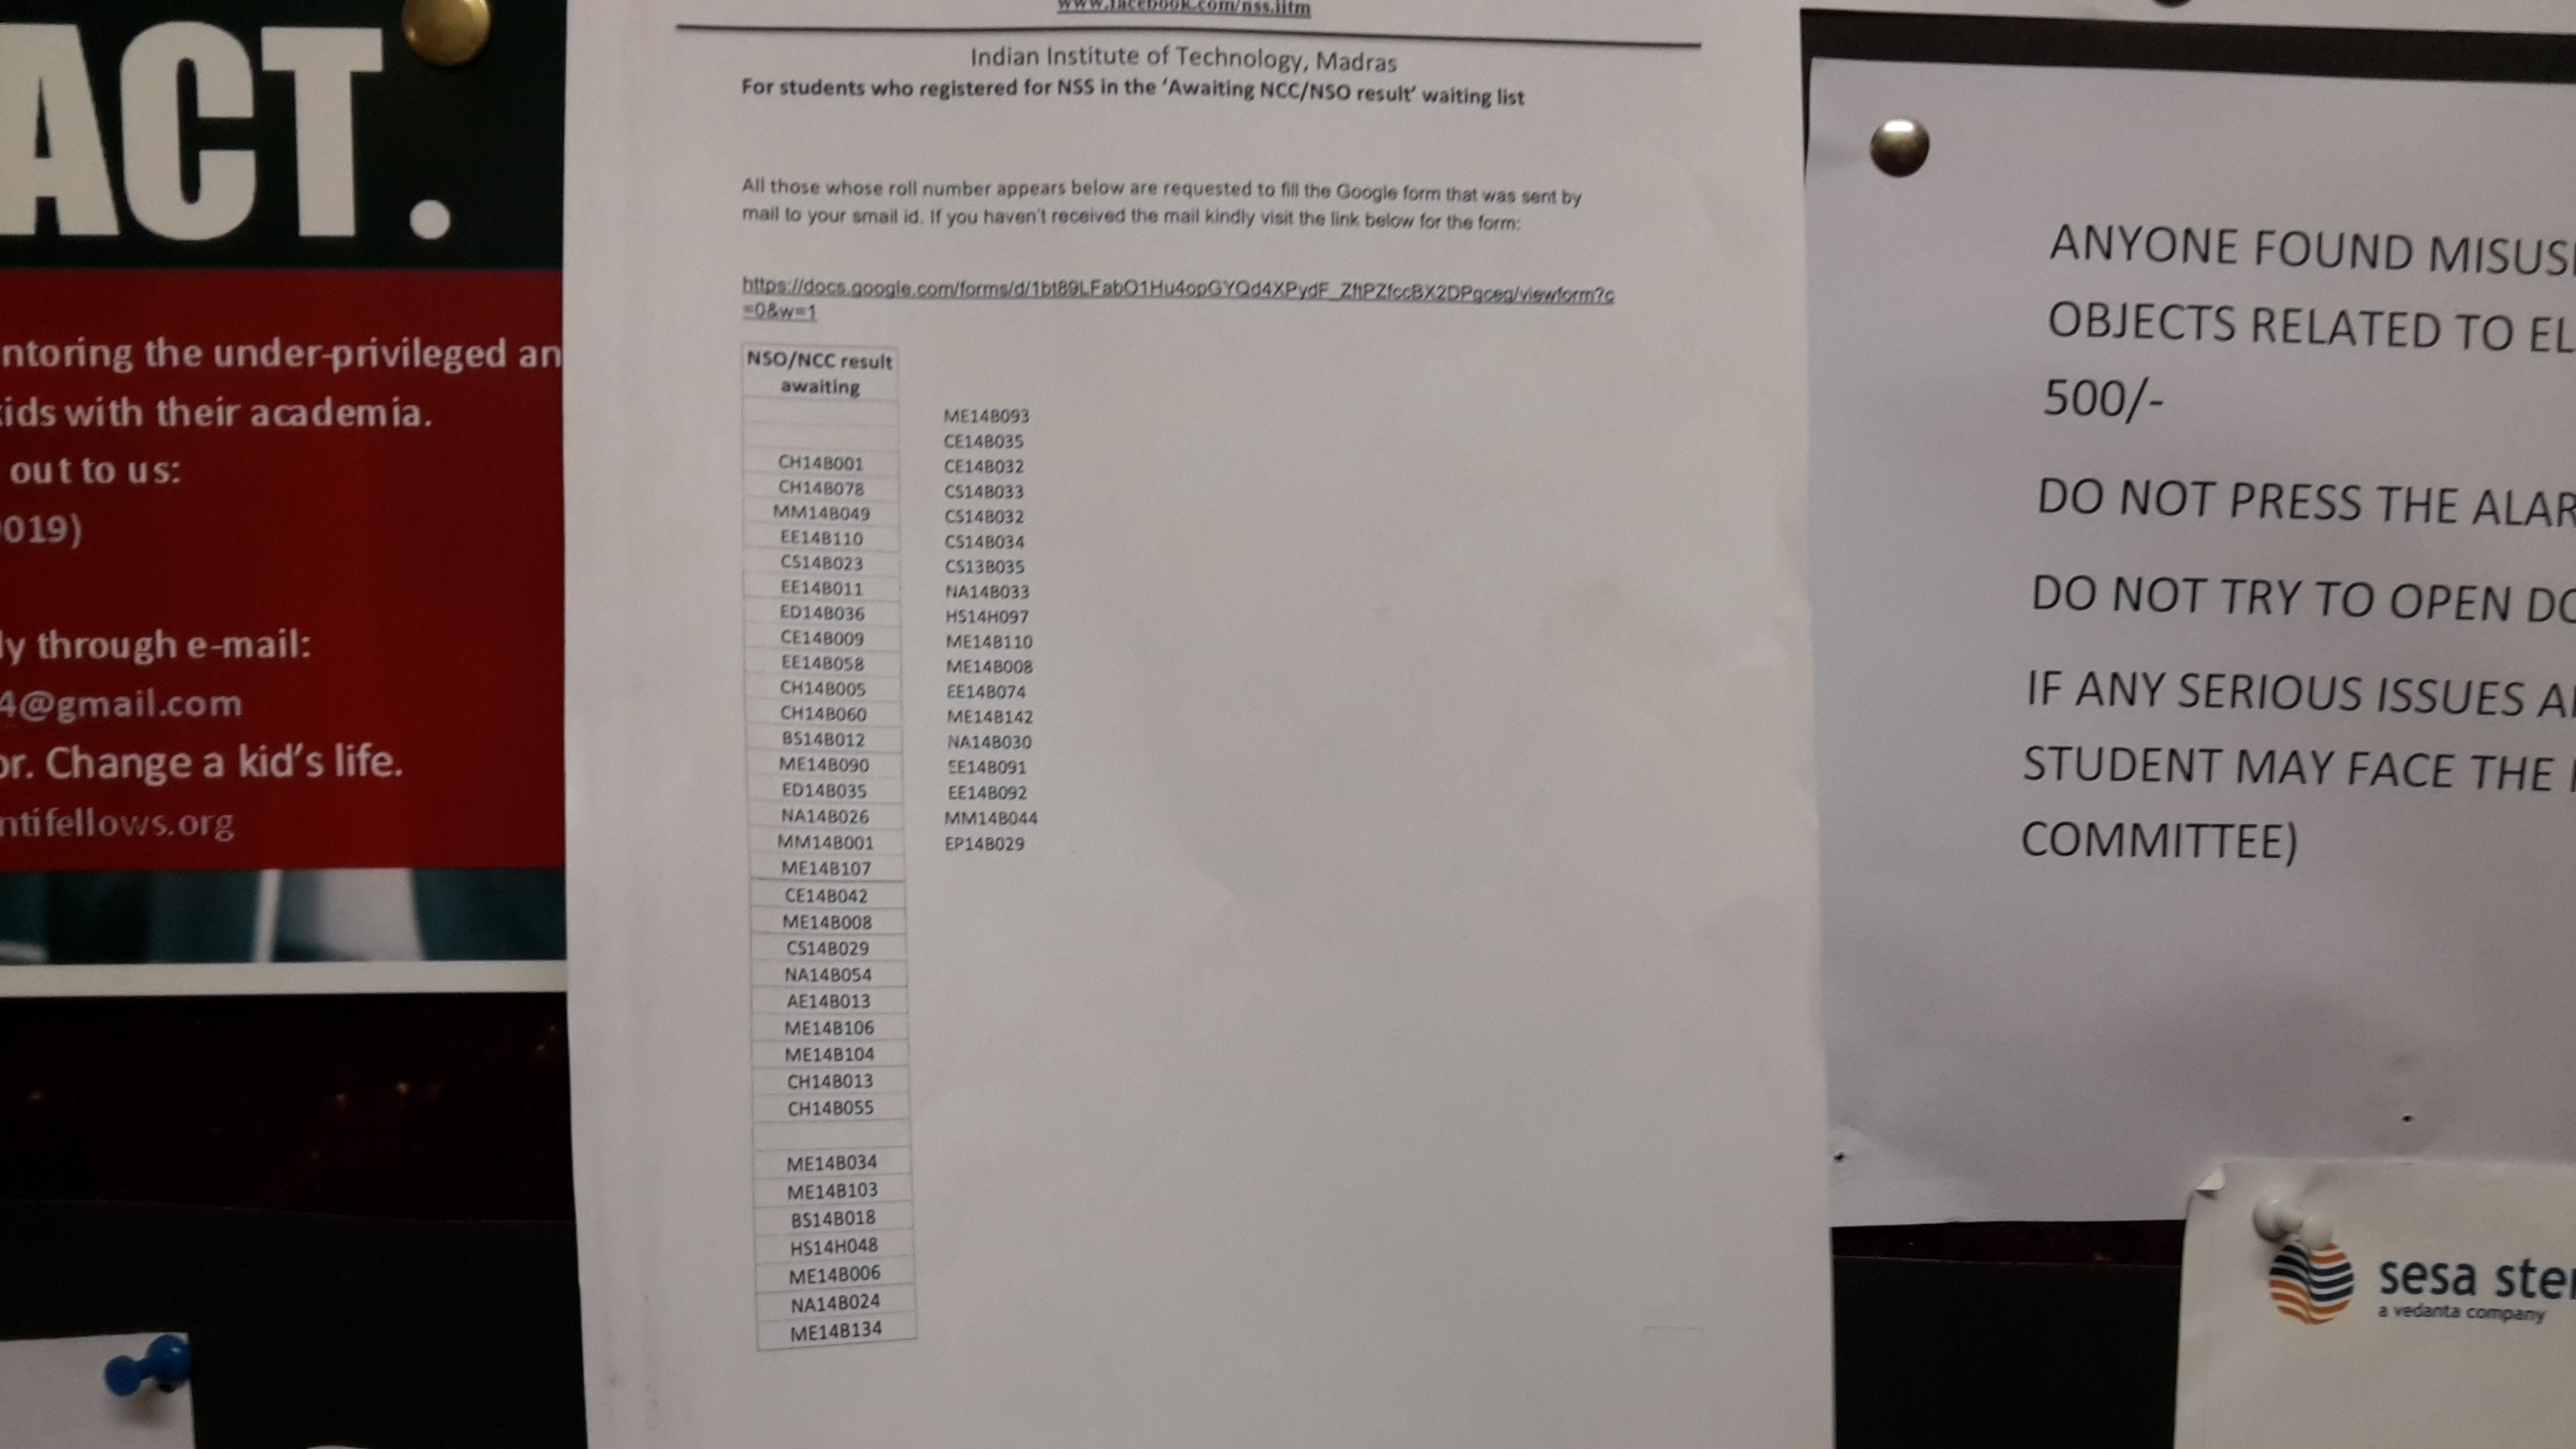 ACT.
ntoring the under-privileged an
kids with their academia.
out to us:
019)
ly through e-mail:
4@gmail.com
or. Change a kid's life.
ntifellows.org
www.facebook.com/nss.iitm
Indian Institute of Technology, Madras
For students who registered for NSS in the 'Awaiting NCC/NSO result' waiting list
All those whose roll number appears below are requested to fill the Google form that was sent by
mail to your smail id. If you haven't received the mail kindly visit the link below for the form:
https://docs.google.com/forms/d/1bt89LFabO1Hu4opGYQd4XPydF_ZftPZfccBX2DPgceg/viewform?c
=0&w=1
NSO/NCC result
awaiting
CH14B001
CH14B078
MM14B049
EE14B110
CS14B023
EE14B011
ED14B036
CE14B009
EE14B058
CH14B005
CH14B060
BS14B012
ME14B090
ED14B035
NA14B026
MM14B001
ME14B107
CE14B042
ME14B008
CS14B029
NA14B054
AE14B013
ME14B106
ME14B104
CH14B013
CH14B055
ME14B034
ME14B103
BS14B018
HS14H048
ME14B006
NA14B024
ME14B134
ME14B093
CE14B035
CE14B032
CS14B033
CS14B032
CS14B034
CS13B035
NA14B033
HS14H097
ME14B110
ME14B008
EE14B074
ME14B142
NA14B030
EE14B091
EE14B092
MM14B044
EP14B029
ANYONE FOUND MISUSI
OBJECTS RELATED TO EL
500/-
DO NOT PRESS THE ALAR
DO NOT TRY TO OPEN DO
IF ANY SERIOUS ISSUES A
STUDENT MAY FACE THE
COMMITTEE)
sesa ster
a vedanta company